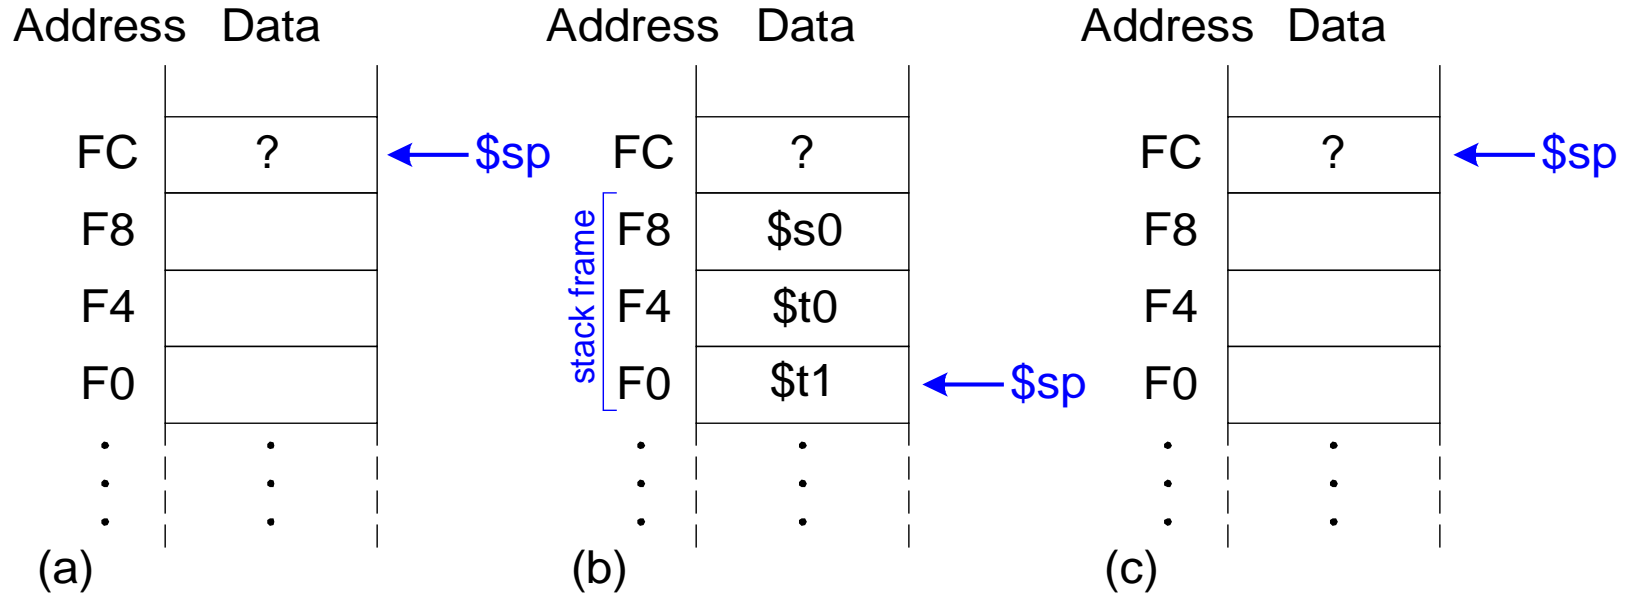 Address Data Address Data Address Data
FC ? $sp FC ? FC ? $sp
F8 F8 $s0 F8
F4 F4 $t0 F4
F0 F0 $t1 $sp F0
stack frame
(a) (b) (c)